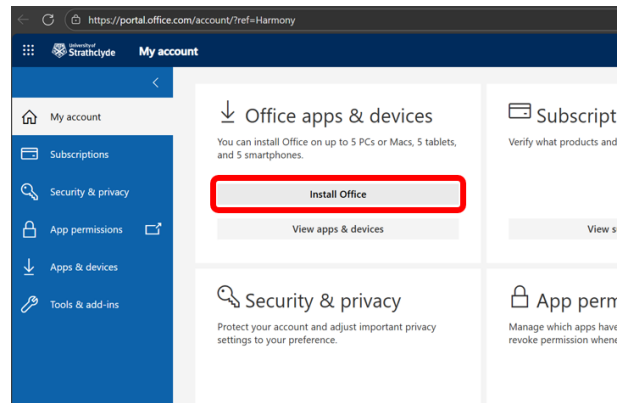 https://portal.office.com/account/?ref=Harmony
University of
Strathclyde
My account
My account
Subscriptions
Security & privacy
App permissions
Apps & devices
Tools & add-ins
Office apps & devices
You can install Office on up to 5 PCs or Macs, 5 tablets,
and 5 smartphones.
Install Office
View apps & devices
Subscript
Verify what products and
View s
Security & privacy
Protect your account and adjust important privacy
settings to your preference.
App perm
Manage which apps have
revoke permission whene